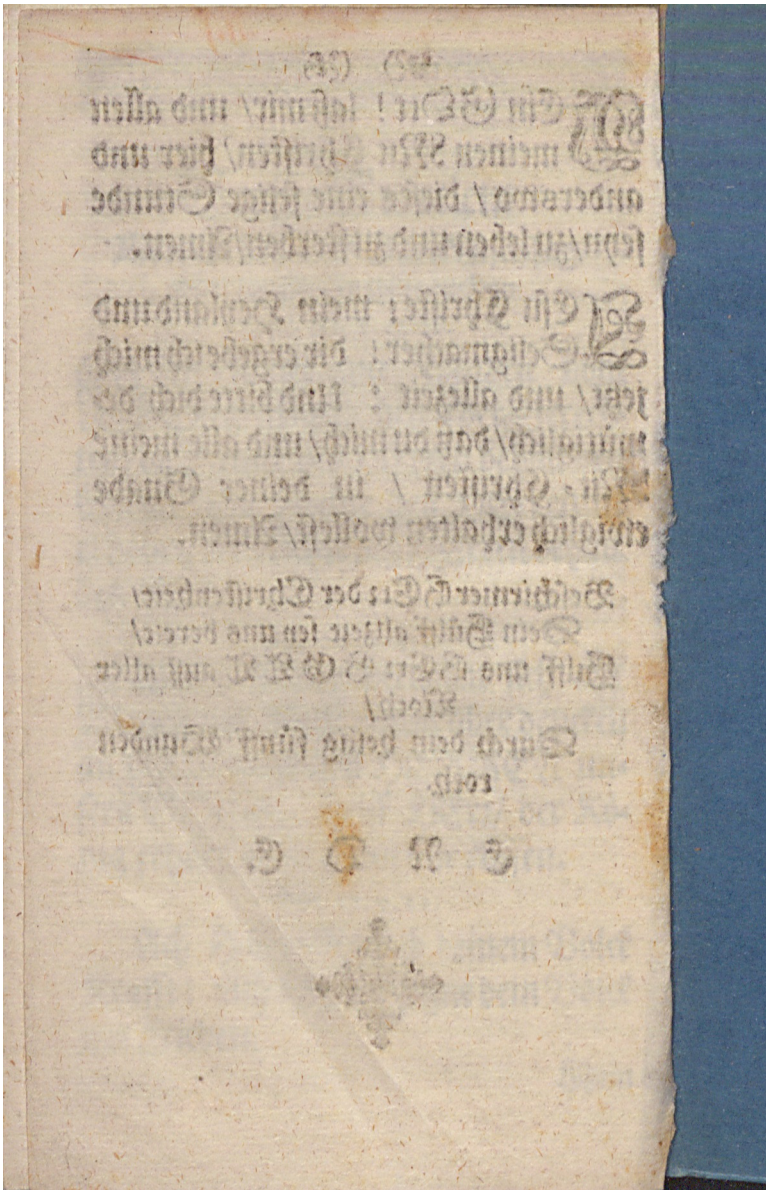 MEin GOtt! laß mir/ und allen
meinen Mit Christen/ hier und
anderswo / diese eine selige Stunde
seyn/ zu leben und zu sterben/ Amen.
JEsu Christe; mein Heyland und
Seligmacher! dir ergebe ich mich
jetzt/ und allezeit : Und bitte dich de-
mütiglich/ daß du mich/ und alle meine
Mit-Christen / in deiner Gnade
ewiglich erhalten wollest/ Amen.
Beschirmer HErr der Christenheit/
Dein Hülff allzeit sey uns bereit/
Hilff uns HErr GOTT auß aller
Noth/
Durch dein heilig fünff Wunden
roth.
E N D E.